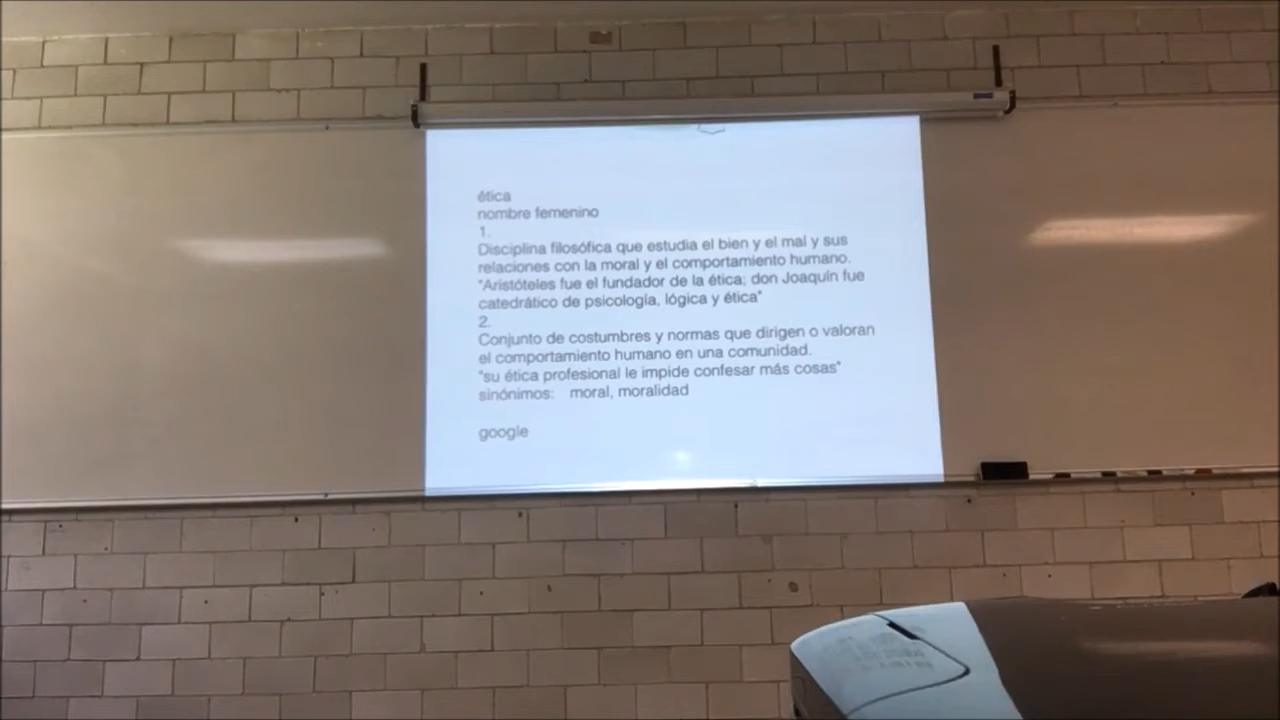 ética
nombre femenino
1.
Disciplina filosófica que estudia el bien y el mal y sus
relaciones con la moral y el comportamiento humano.
"Aristóteles fue el fundador de la ética; don Joaquín fue
catedrático de psicología, lógica y ética"
2.
Conjunto de costumbres y normas que dirigen o valoran
el comportamiento humano en una comunidad.
"su ética profesional le impide confesar más cosas"
sinónimos: moral, moralidad
google